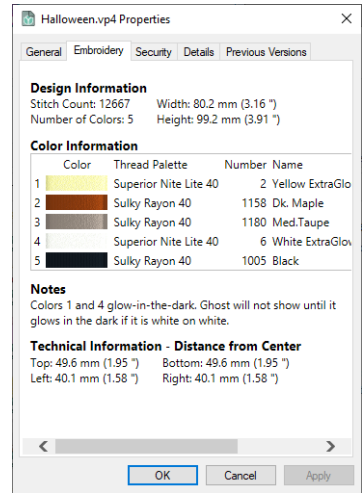 Halloween.vp4 Properties
General Embroidery Security Details Previous Versions
Design Information
Stitch Count: 12667 Width: 80.2 mm (3.16 ")
Number of Colors: 5 Height: 99.2 mm (3.91 ")
Color Information
Color Thread Palette Number Name
1 Superior Nite Lite 40 2 Yellow ExtraGlo
2 Sulky Rayon 40 1158 Dk. Maple
3 Sulky Rayon 40 1180 Med.Taupe
4 Superior Nite Lite 40 6 White ExtraGlov
5 Sulky Rayon 40 1005 Black
Notes
Colors 1 and 4 glow-in-the-dark. Ghost will not show until it
glows in the dark if it is white on white.
Technical Information - Distance from Center
Top: 49.6 mm (1.95 ") Bottom: 49.6 mm (1.95 ")
Left: 40.1 mm (1.58 ") Right: 40.1 mm (1.58 ")
OK Cancel Apply